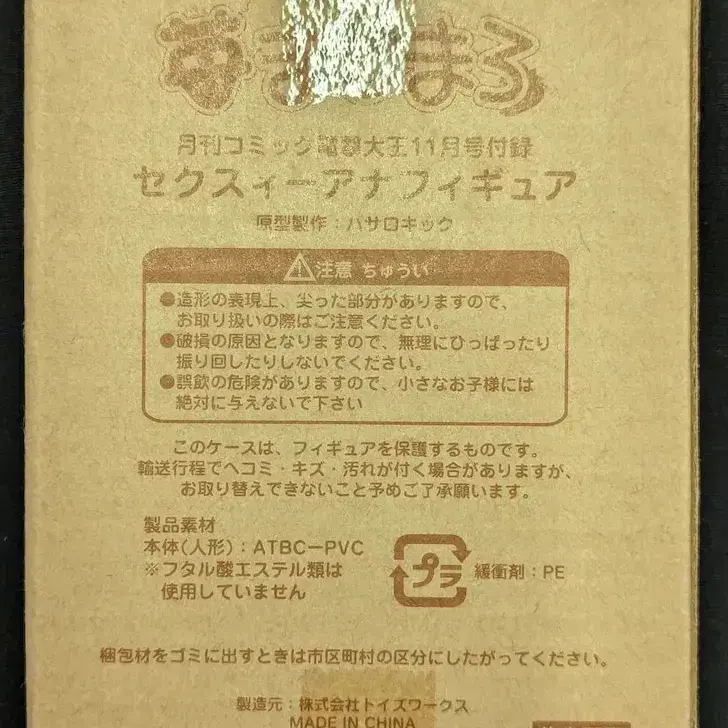 まろ
月刊コミック電撃大王11月号付録
セクスィーアナフィギュア
原型製作：ハサロキック
注意 ちゅうい
●造形の表現上、尖った部分がありますので、
お取り扱いの際はご注意ください。
●破損の原因となりますので、無理にひっぱったり
振り回したりしないでください。
●誤飲の危険がありますので、小さなお子様には
絶対に与えないで下さい
このケースは、フィギュアを保護するものです。
輸送行程でヘコミ・キズ・汚れが付く場合がありますが、
お取り替えできないこと予めご了承願います。
製品素材
本体(人形)：ATBC－PVC
※フタル酸エステル類は
使用していません
プラ
緩衝剤：PE
梱包材をゴミに出すときは市区町村の区分にしたがってください。
製造元：株式会社トイズワークス
MADE IN CHINA